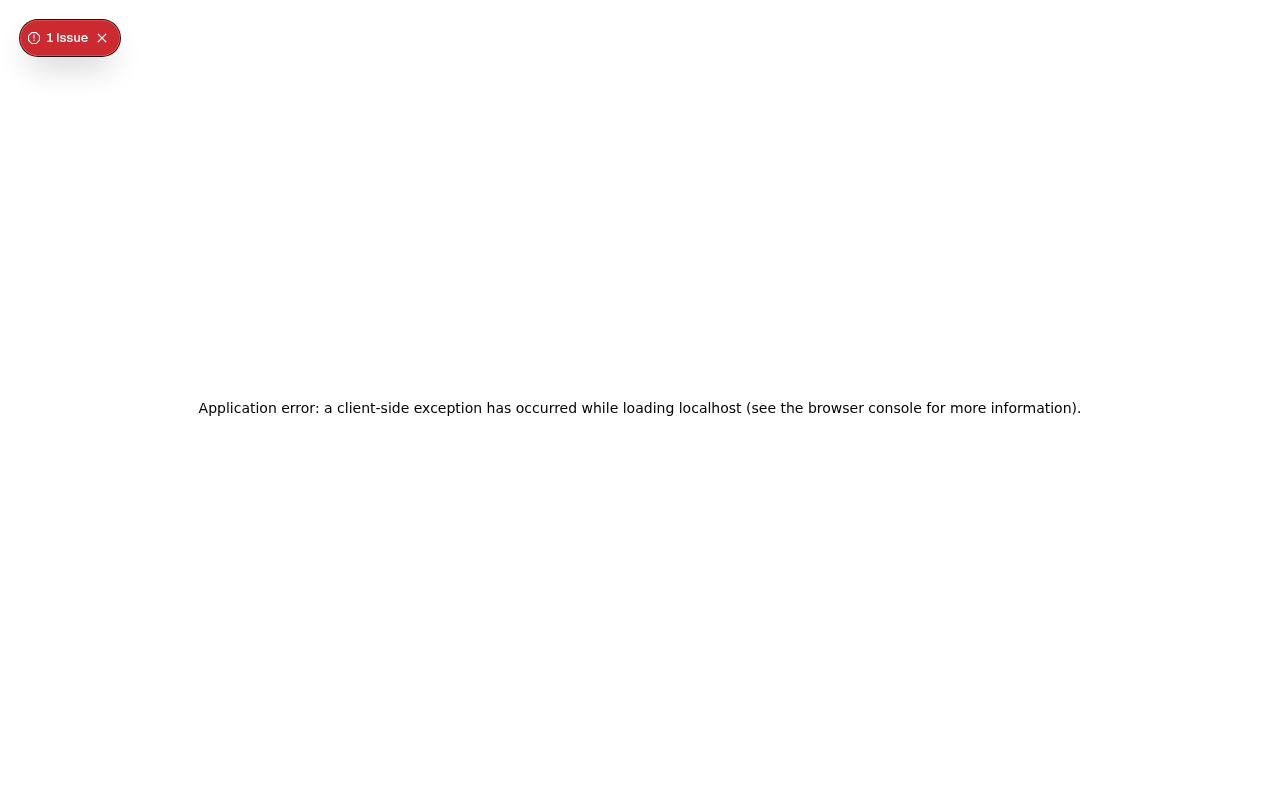 1 Issue
Application error: a client-side exception has occurred while loading localhost (see the browser console for more information).